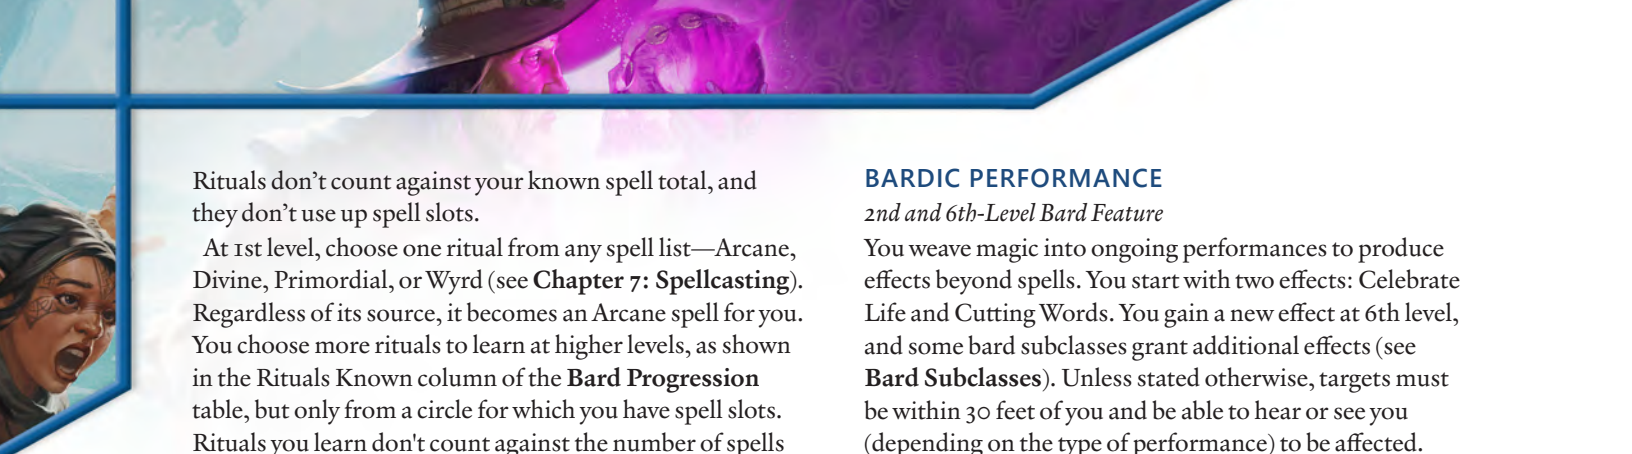 Rituals don’t count against your known spell total, and
they don’t use up spell slots.
At 1st level, choose one ritual from any spell list—Arcane,
Divine, Primordial, or Wyrd (see Chapter 7: Spellcasting).
Regardless of its source, it becomes an Arcane spell for you.
You choose more rituals to learn at higher levels, as shown
in the Rituals Known column of the Bard Progression
table, but only from a circle for which you have spell slots.
Rituals you learn don't count against the number of spells
BARDIC PERFORMANCE
2nd and 6th-Level Bard Feature
You weave magic into ongoing performances to produce
effects beyond spells. You start with two effects: Celebrate
Life and Cutting Words. You gain a new effect at 6th level,
and some bard subclasses grant additional effects (see
Bard Subclasses). Unless stated otherwise, targets must
be within 30 feet of you and be able to hear or see you
(depending on the type of performance) to be affected.